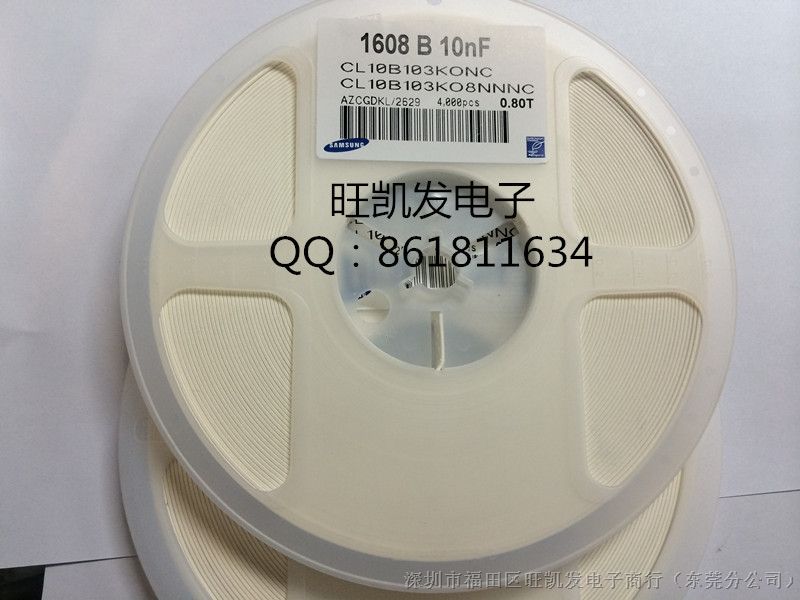 1608 B 10nF
CL10B103KONC
CL10B103KO8NNNC
AZCGDKL/2629 4,000pcs 0.80T
SAMSUNG
旺凯发电子
QQ：861811634
深圳市福田区旺凯发电子商行（东莞分公司）